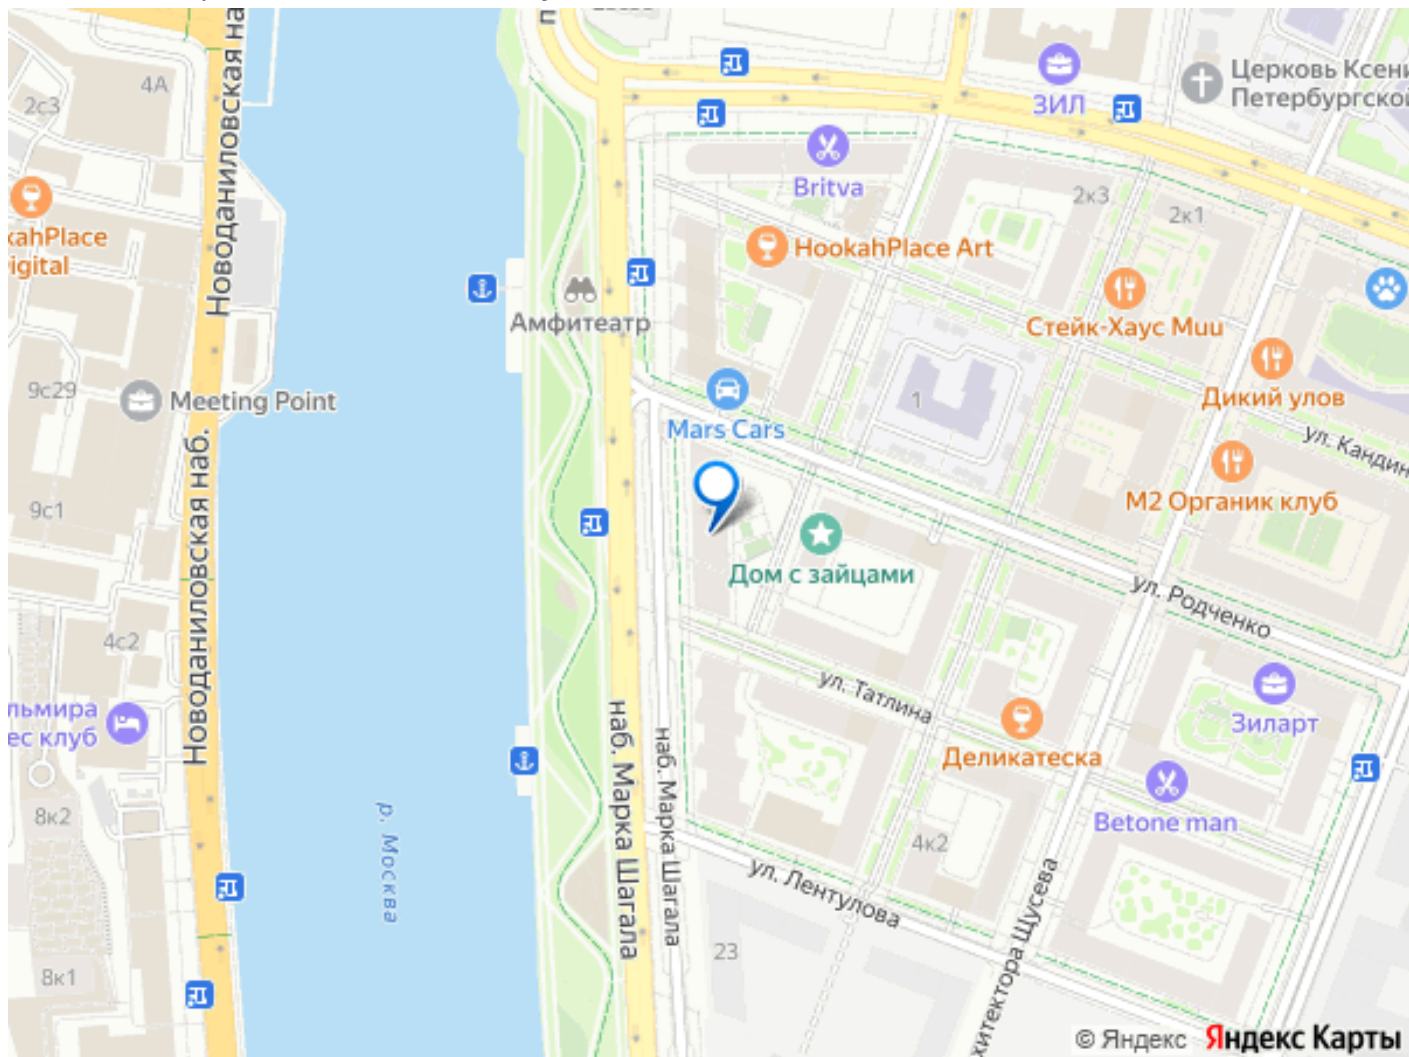 4А
2с3
Новоданиловская на
kahPlace
igital
ЗИЛ
Церковь Ксени
Петербургской
Britva
2к3
2к1
HookahPlace Art
Амфитеатр
Стейк-Хаус Muu
Дикий улов
9с29
Meeting Point
1
Mars Cars
ул. Кандин
М2 Органик клуб
9с1
Новоданиловская наб.
Дом с зайцами
ул. Родченко
4с2
ул. Татлина
льмира
ес клуб
наб. Марка Шагала
наб. Марка Шагала
Деликатеска
Зиларт
8к2
р. Москва
Betone man
4к2
ул. Лентулова
хитектора Щусева
23
8к1
© Яндекс Яндекс Карты